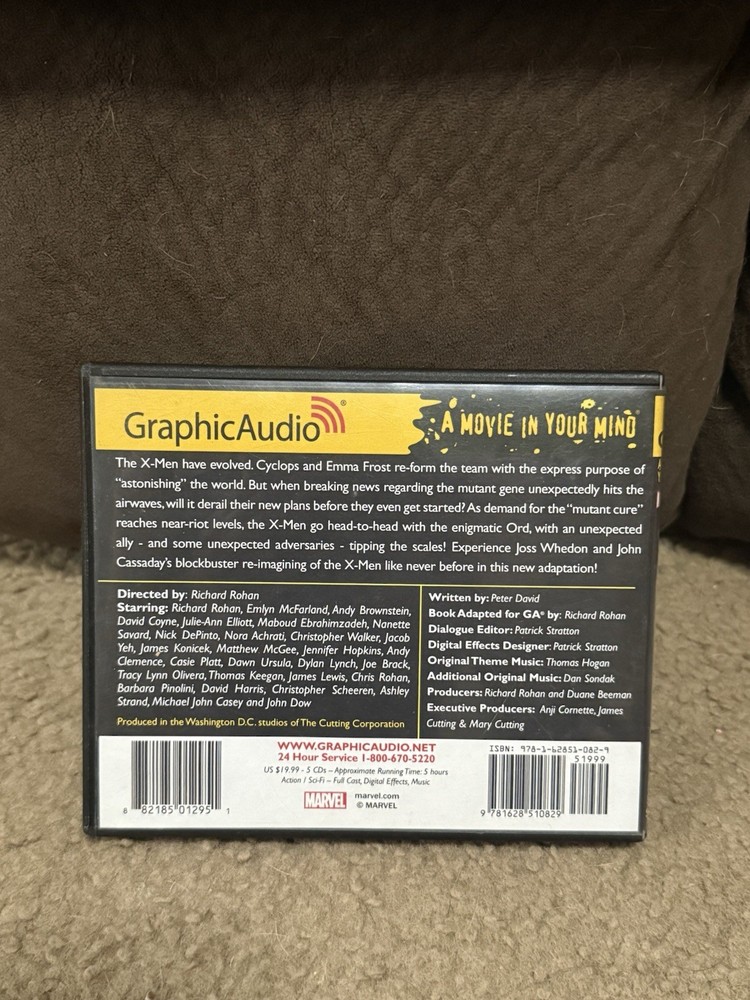 GraphicAudio®
A MOVIE IN YOUR MIND
The X-Men have evolved. Cyclops and Emma Frost re-form the team with the express purpose of
"astonishing" the world. But when breaking news regarding the mutant gene unexpectedly hits the
airwaves, will it derail their new plans before they even get started? As demand for the "mutant cure"
reaches near-riot levels, the X-Men go head-to-head with the enigmatic Ord, with an unexpected
ally - and some unexpected adversaries - tipping the scales! Experience Joss Whedon and John
Cassaday's blockbuster re-imagining of the X-Men like never before in this new adaptation!
Directed by: Richard Rohan
Starring: Richard Rohan, Emlyn McFarland, Andy Brownstein,
David Coyne, Julie-Ann Elliott, Maboud Ebrahimzadeh, Nanette
Savard, Nick DePinto, Nora Achrati, Christopher Walker, Jacob
Yeh, James Konicek, Matthew McGee, Jennifer Hopkins, Andy
Clemence, Casie Platt, Dawn Ursula, Dylan Lynch, Joe Brack,
Tracy Lynn Olivera, Thomas Keegan, James Lewis, Chris Rohan,
Barbara Pinolini, David Harris, Christopher Scheeren, Ashley
Strand, Michael John Casey and John Dow
Produced in the Washington D.C. studios of The Cutting Corporation
Written by: Peter David
Book Adapted for GA® by: Richard Rohan
Dialogue Editor: Patrick Stratton
Digital Effects Designer: Patrick Stratton
Original Theme Music: Thomas Hogan
Additional Original Music: Dan Sondak
Producers: Richard Rohan and Duane Beeman
Executive Producers: Anji Cornette, James
Cutting & Mary Cutting
8 82185 01295 1
WWW.GRAPHICAUDIO.NET
24 Hour Service 1-800-670-5220
US $19.99 - 5 CDs – Approximate Running Time: 5 hours
Action / Sci-Fi – Full Cast, Digital Effects, Music
MARVEL
marvel.com
© MARVEL
ISBN: 978-1-62851-082-9
51999
9 781628 510829